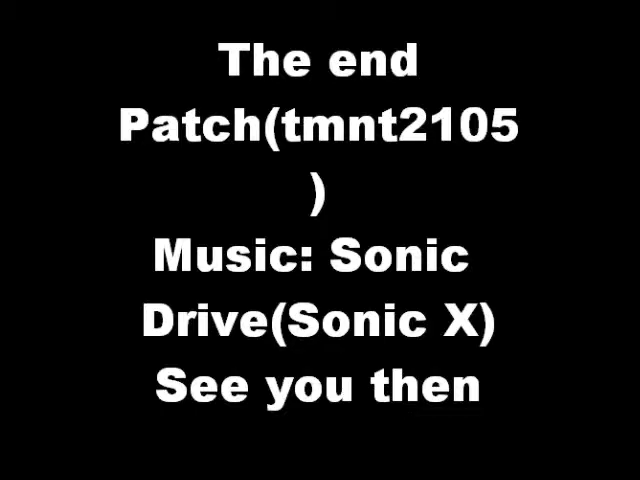 The end
Patch(tmnt2105
)
Music: Sonic
Drive(Sonic X)
See you then